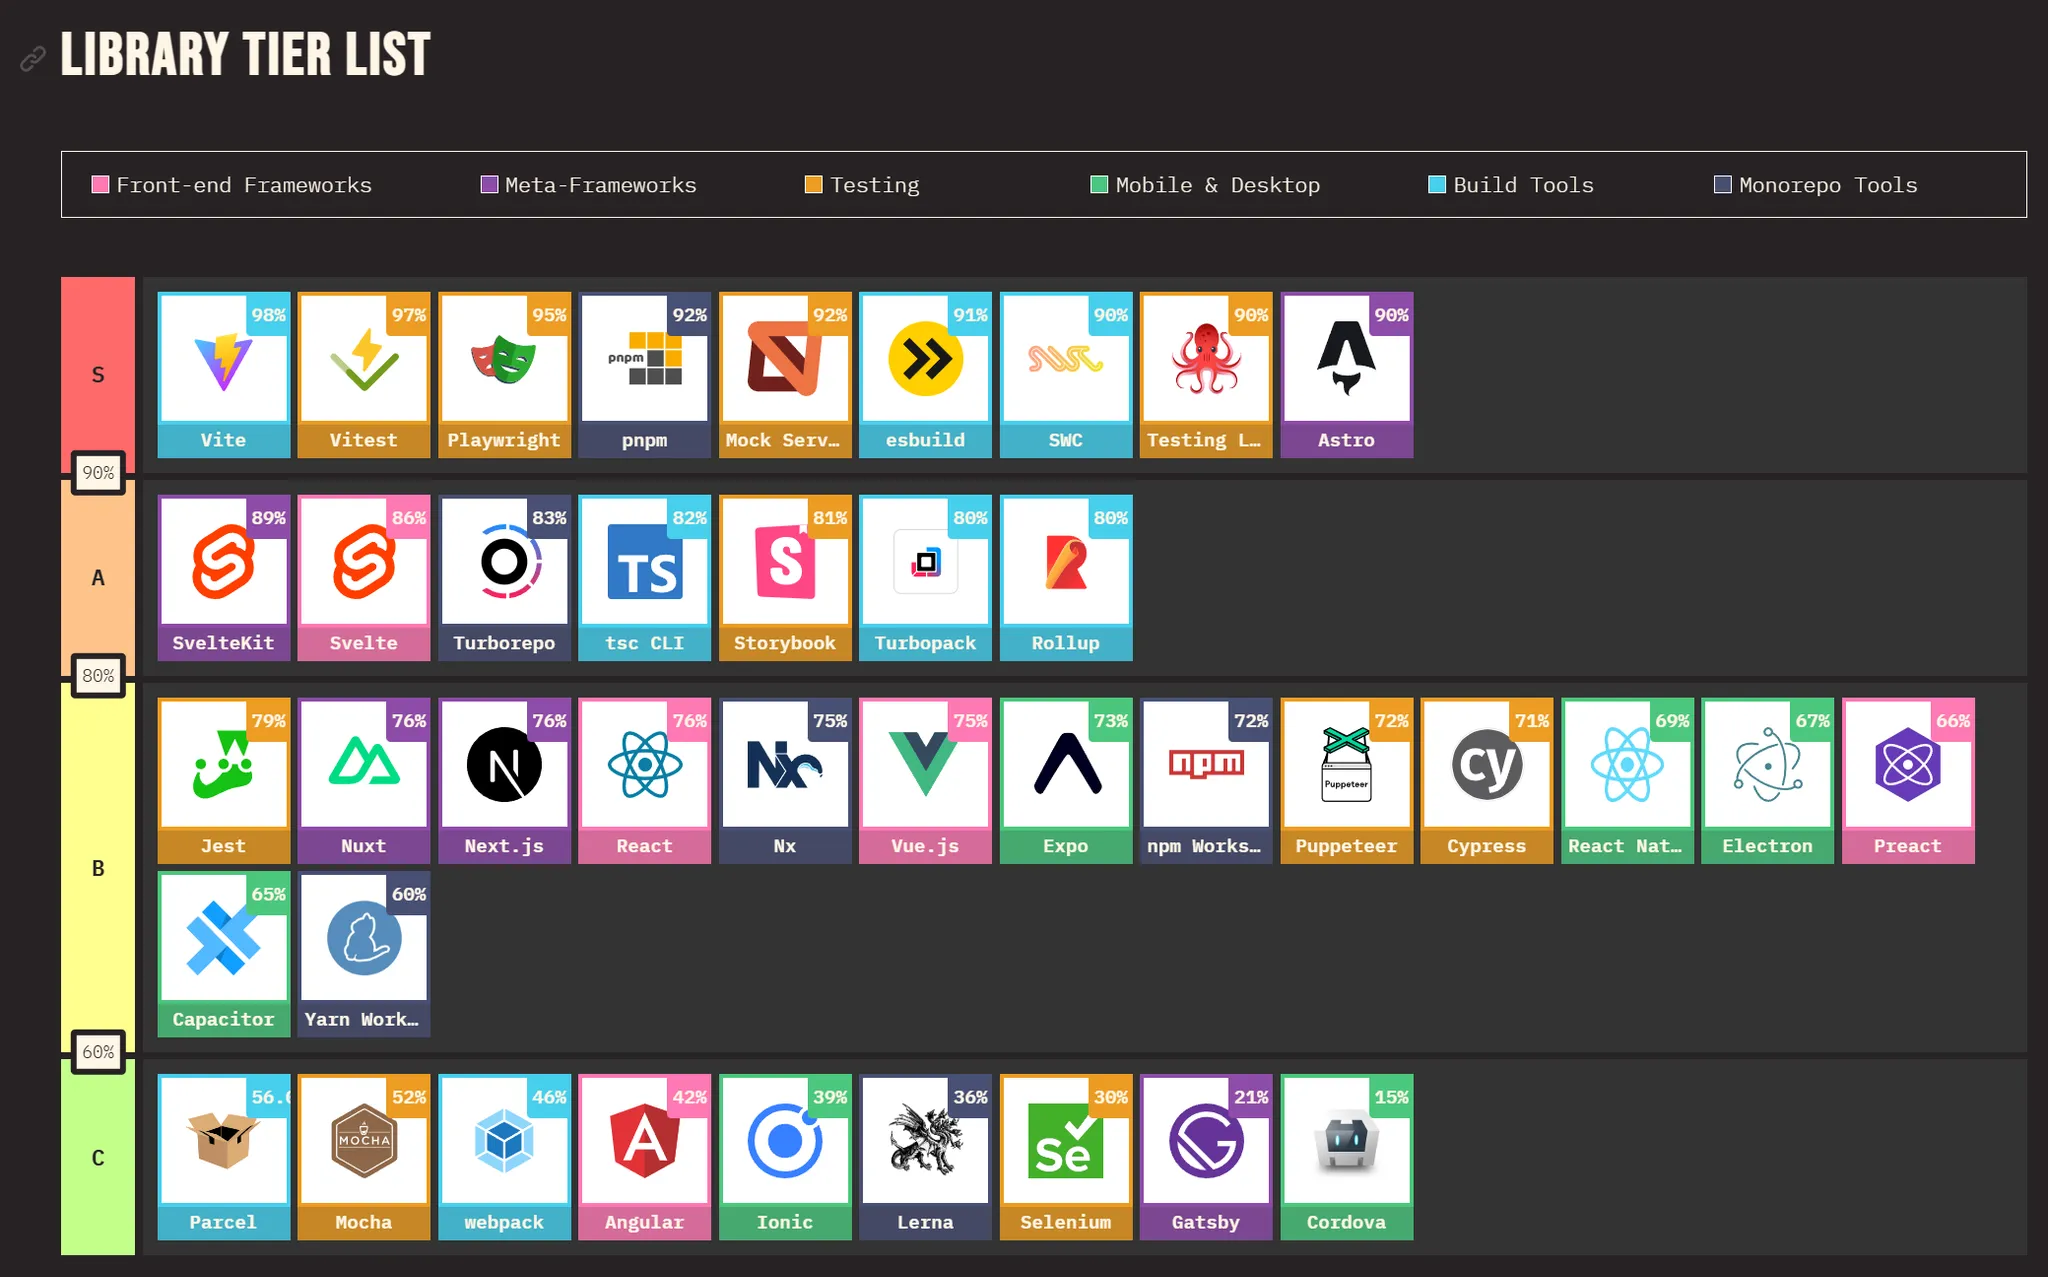 LIBRARY TIER LIST
Front-end Frameworks Meta-Frameworks Testing Mobile & Desktop Build Tools Monorepo Tools
S
98% 97% 95% 92% 92% 91% 90% 90% 90%
pnpm
Vite Vitest Playwright pnpm Mock Serv… esbuild SWC Testing L… Astro
90%
A
89% 86% 83% 82% 81% 80% 80%
TS S
SvelteKit Svelte Turborepo tsc CLI Storybook Turbopack Rollup
80%
B
79% 76% 76% 76% 75% 75% 73% 72% 72% 71% 69% 67% 66%
N Nx npm Puppeteer cy
Jest Nuxt Next.js React Nx Vue.js Expo npm Works… Puppeteer Cypress React Nat… Electron Preact
65% 60%
Capacitor Yarn Work…
60%
C
56. 52% 46% 42% 39% 36% 30% 21% 15%
MOCHA A Se G
Parcel Mocha webpack Angular Ionic Lerna Selenium Gatsby Cordova